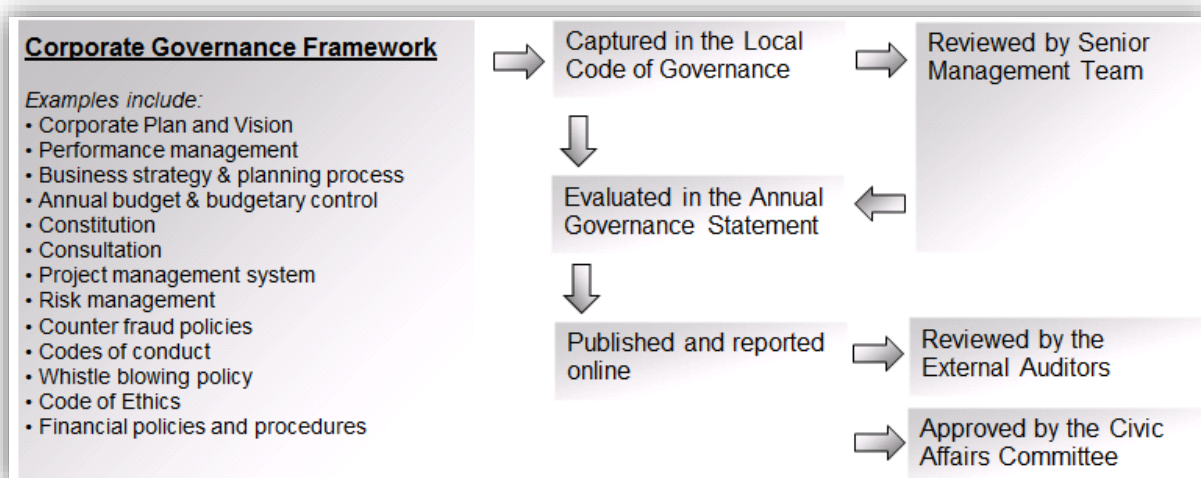 Corporate Governance Framework
Examples include:
• Corporate Plan and Vision
• Performance management
• Business strategy & planning process
• Annual budget & budgetary control
• Constitution
• Consultation
• Project management system
• Risk management
• Counter fraud policies
• Codes of conduct
• Whistle blowing policy
• Code of Ethics
• Financial policies and procedures
Captured in the Local
Code of Governance
Reviewed by Senior
Management Team
Evaluated in the Annual
Governance Statement
Published and reported
online
Reviewed by the
External Auditors
Approved by the Civic
Affairs Committee